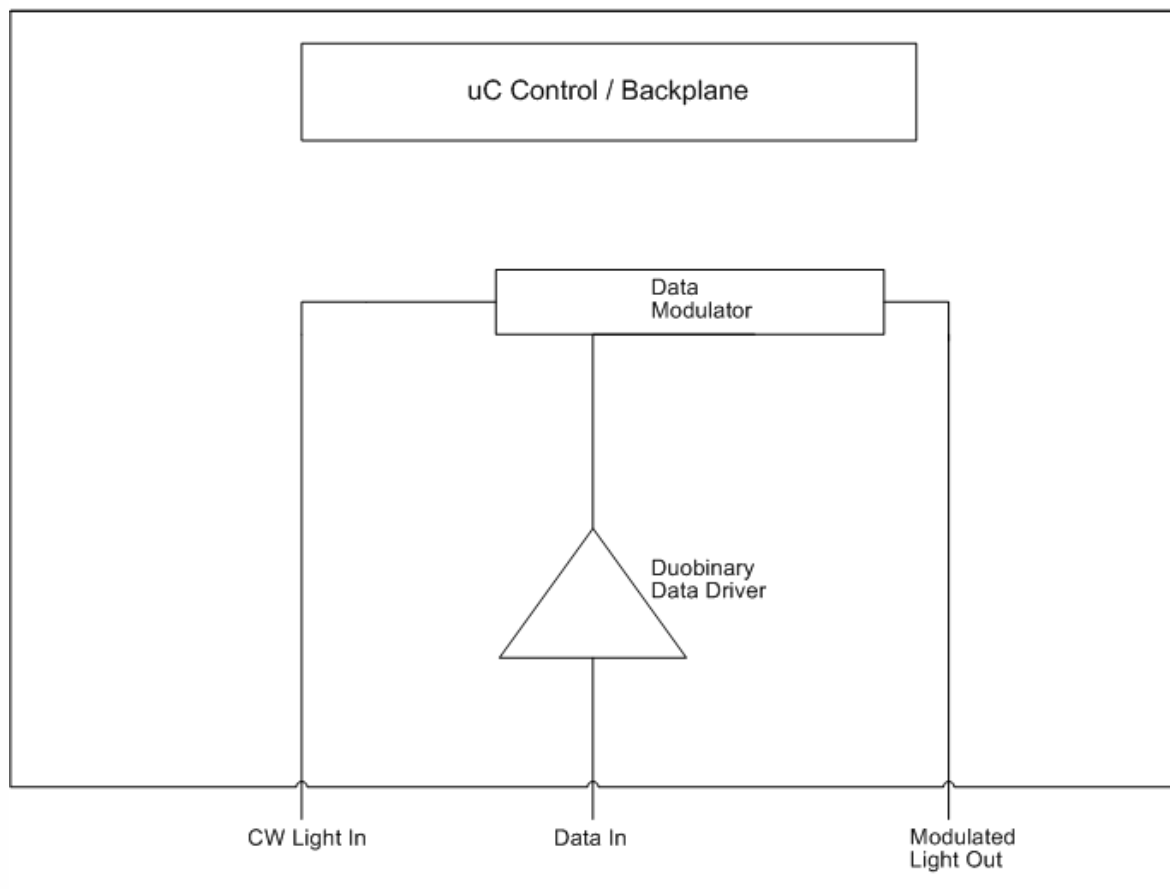 uC Control / Backplane
Data
Modulator
Duobinary
Data Driver
CW Light In
Data In
Modulated
Light Out